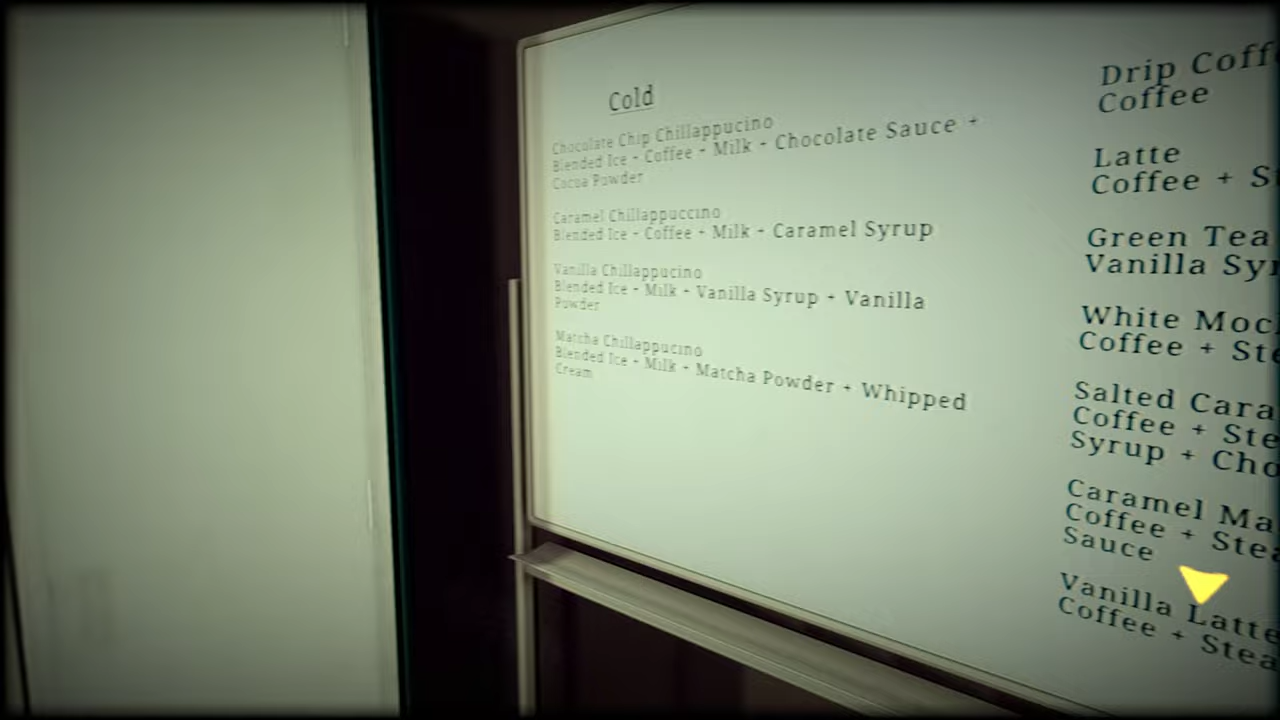 Cold
Chocolate Chip Chillappucino
Blended Ice + Coffee + Milk + Chocolate Sauce +
Cocoa Powder
Caramel Chillappuccino
Blended Ice + Coffee + Milk + Caramel Syrup
Vanilla Chillappucino
Blended Ice + Milk + Vanilla Syrup + Vanilla
Powder
Matcha Chillappucino
Blended Ice + Milk + Matcha Powder + Whipped
Cream
Drip Coff
Coffee
Latte
Coffee + S
Green Tea
Vanilla Syr
White Moc
Coffee + Ste
Salted Cara
Coffee + Ste
Syrup + Cho
Caramel Ma
Coffee + Stea
Sauce
Vanilla Latte
Coffee + Stea